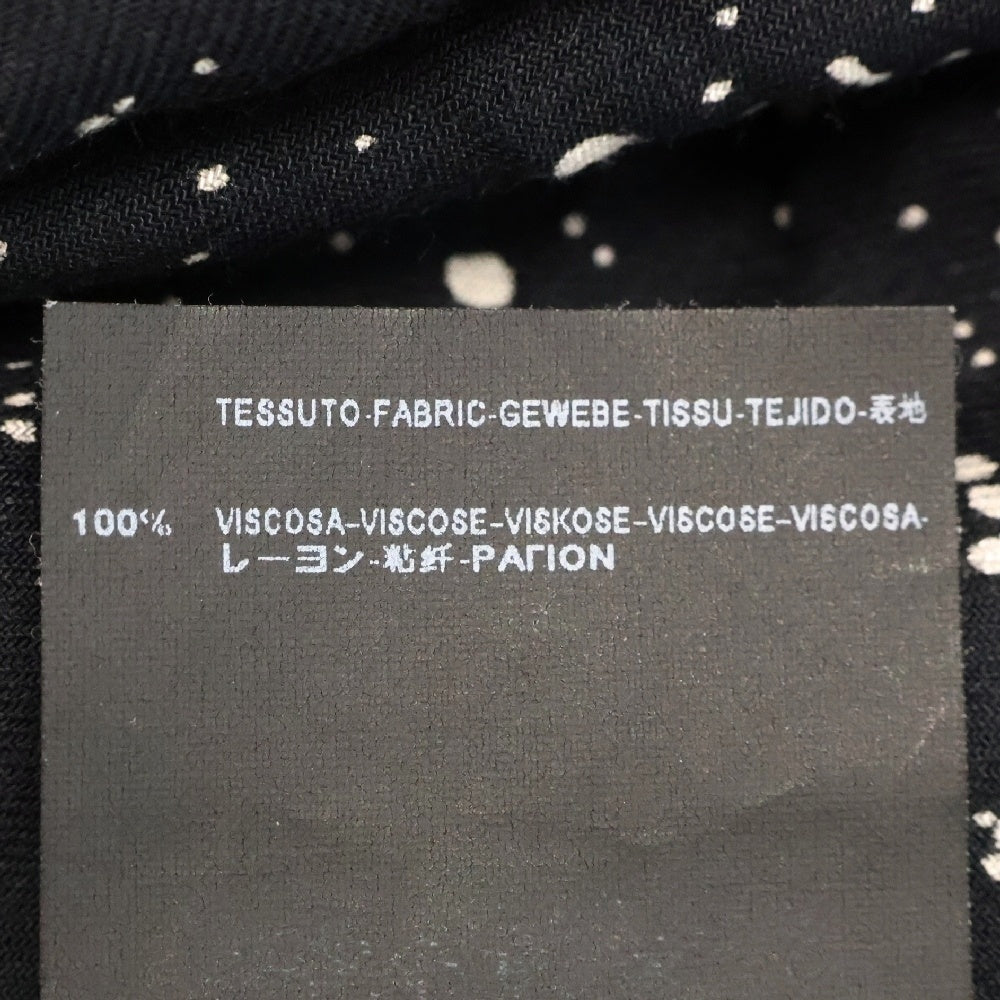 TESSUTO-FABRIC-GEWEBE-TISSU-TEJIDO-表地
100% VISCOSA-VISCOSE-VISKOSE-VISCOSE-VISCOSA-
レーヨン-粘纤-РАГІОN